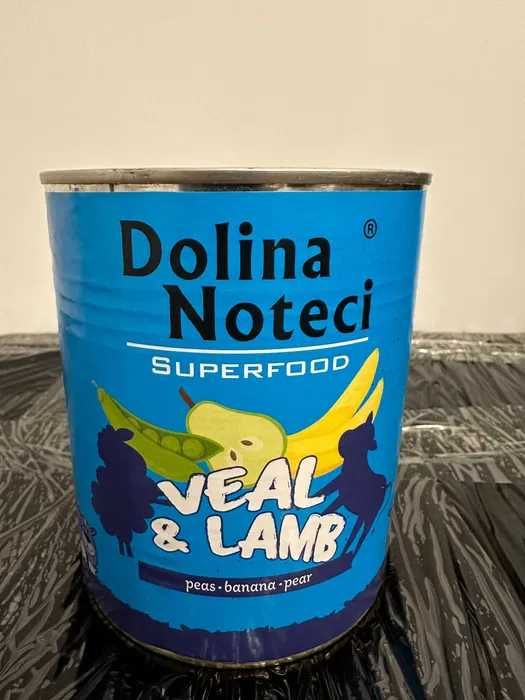 Dolina ®
Noteci
SUPERFOOD
VEAL
& LAMB
peas • banana • pear